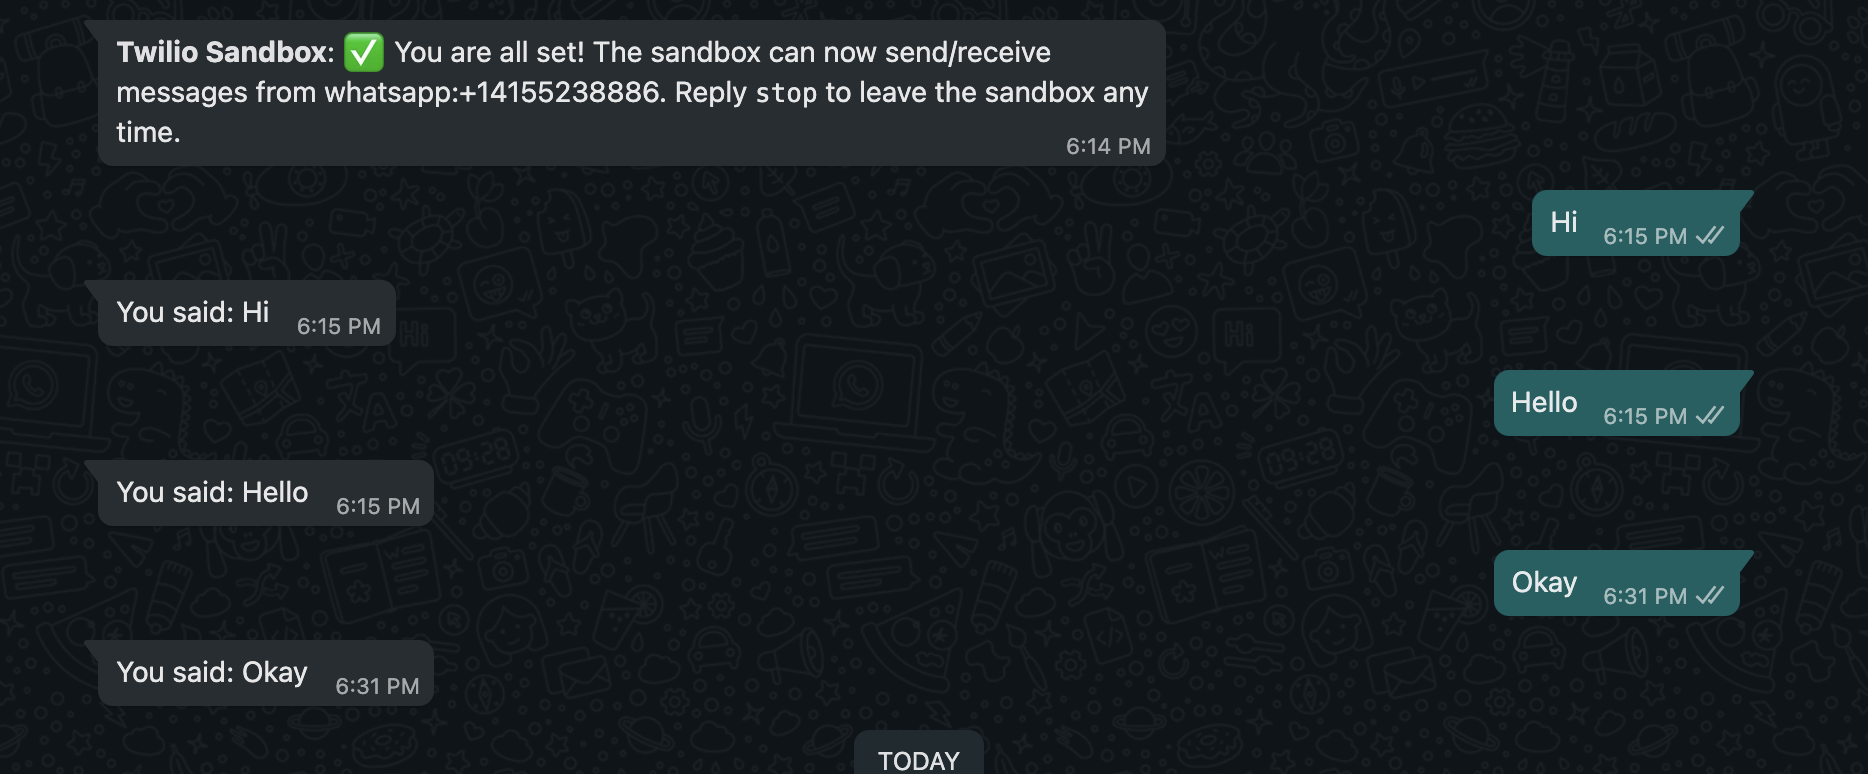 Twilio Sandbox: ✅ You are all set! The sandbox can now send/receive
messages from whatsapp:+14155238886. Reply stop to leave the sandbox any
time.
6:14 PM
Hi 6:15 PM
You said: Hi 6:15 PM
Hello 6:15 PM
You said: Hello 6:15 PM
Okay 6:31 PM
You said: Okay 6:31 PM
TODAY